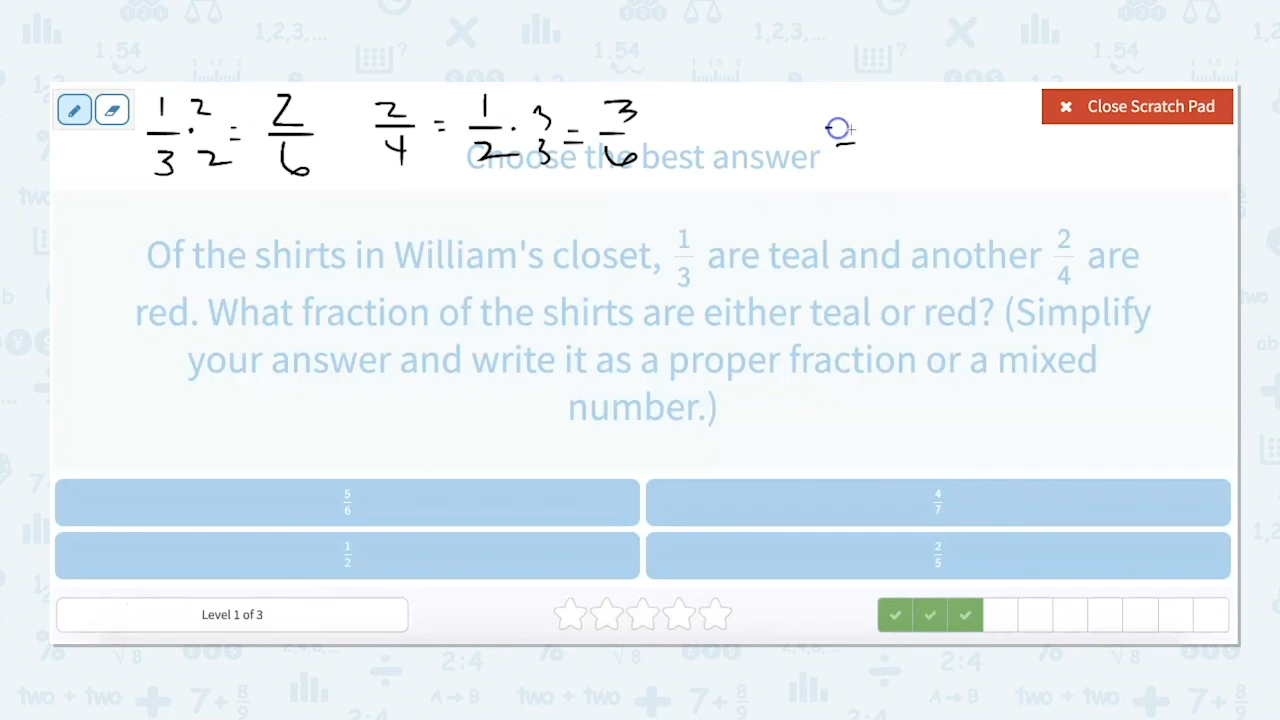 1/3 · 2/2 = 2/6 2/4 = 1/2 · 3/3 = 3/6 =
✖ Close Scratch Pad
Choose the best answer
Of the shirts in William's closet, 1/3 are teal and another 2/4 are
red. What fraction of the shirts are either teal or red? (Simplify
your answer and write it as a proper fraction or a mixed
number.)
5/6
4/7
1/2
2/5
Level 1 of 3